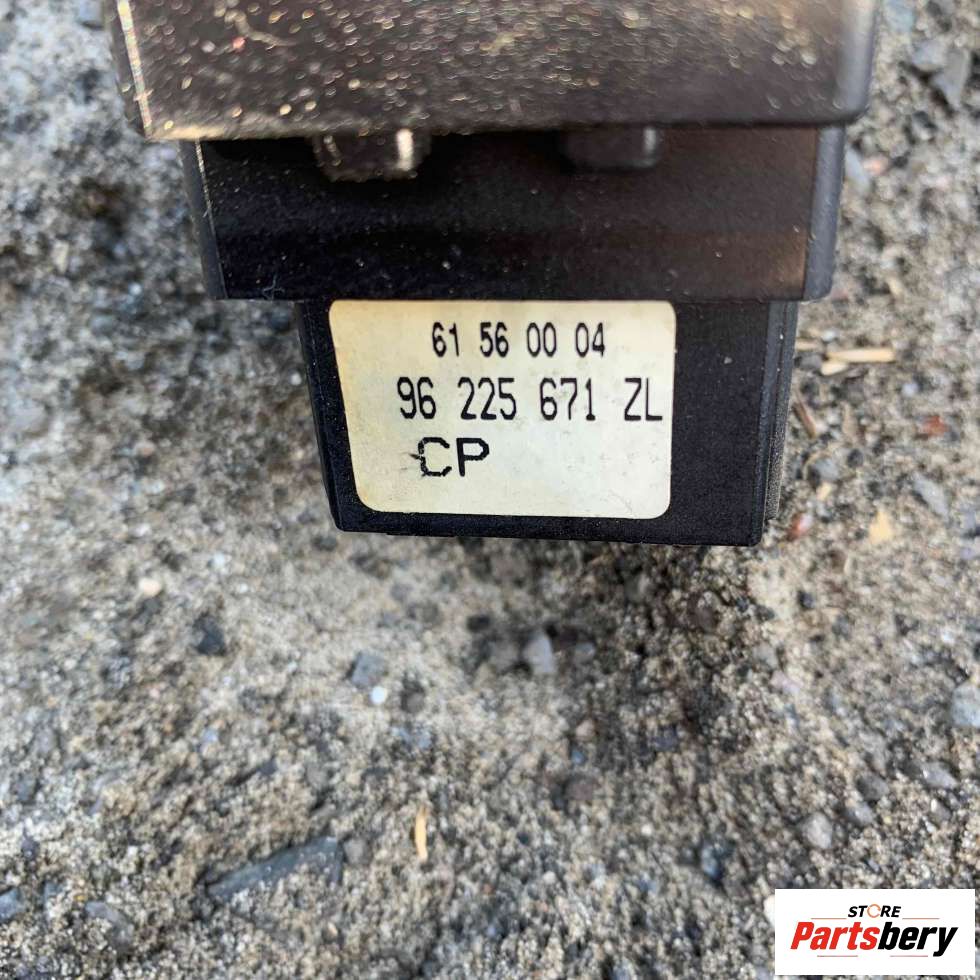 61 56 00 04
96 225 671 ZL
CP
STORE
Partsbery